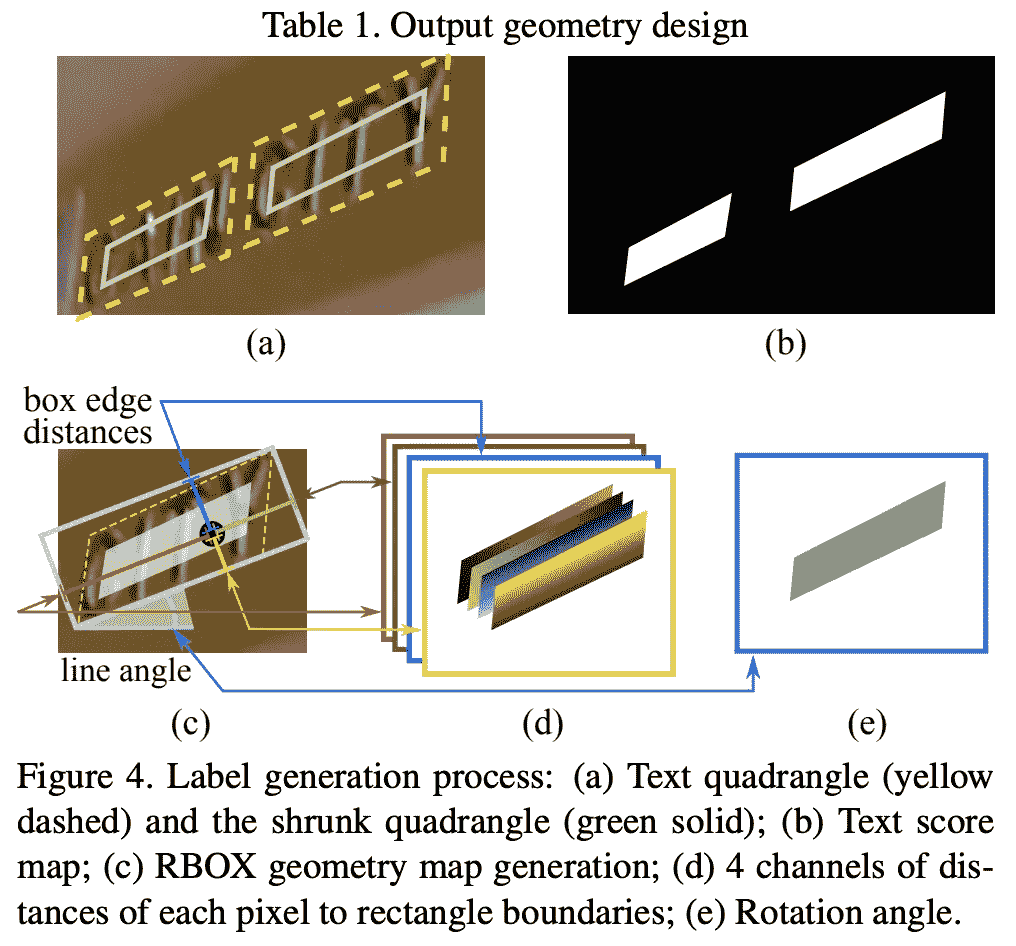 Table 1. Output geometry design
(a)
(b)
box edge
distances
line angle
(c)
(d)
(e)
Figure 4. Label generation process: (a) Text quadrangle (yellow
dashed) and the shrunk quadrangle (green solid); (b) Text score
map; (c) RBOX geometry map generation; (d) 4 channels of dis-
tances of each pixel to rectangle boundaries; (e) Rotation angle.